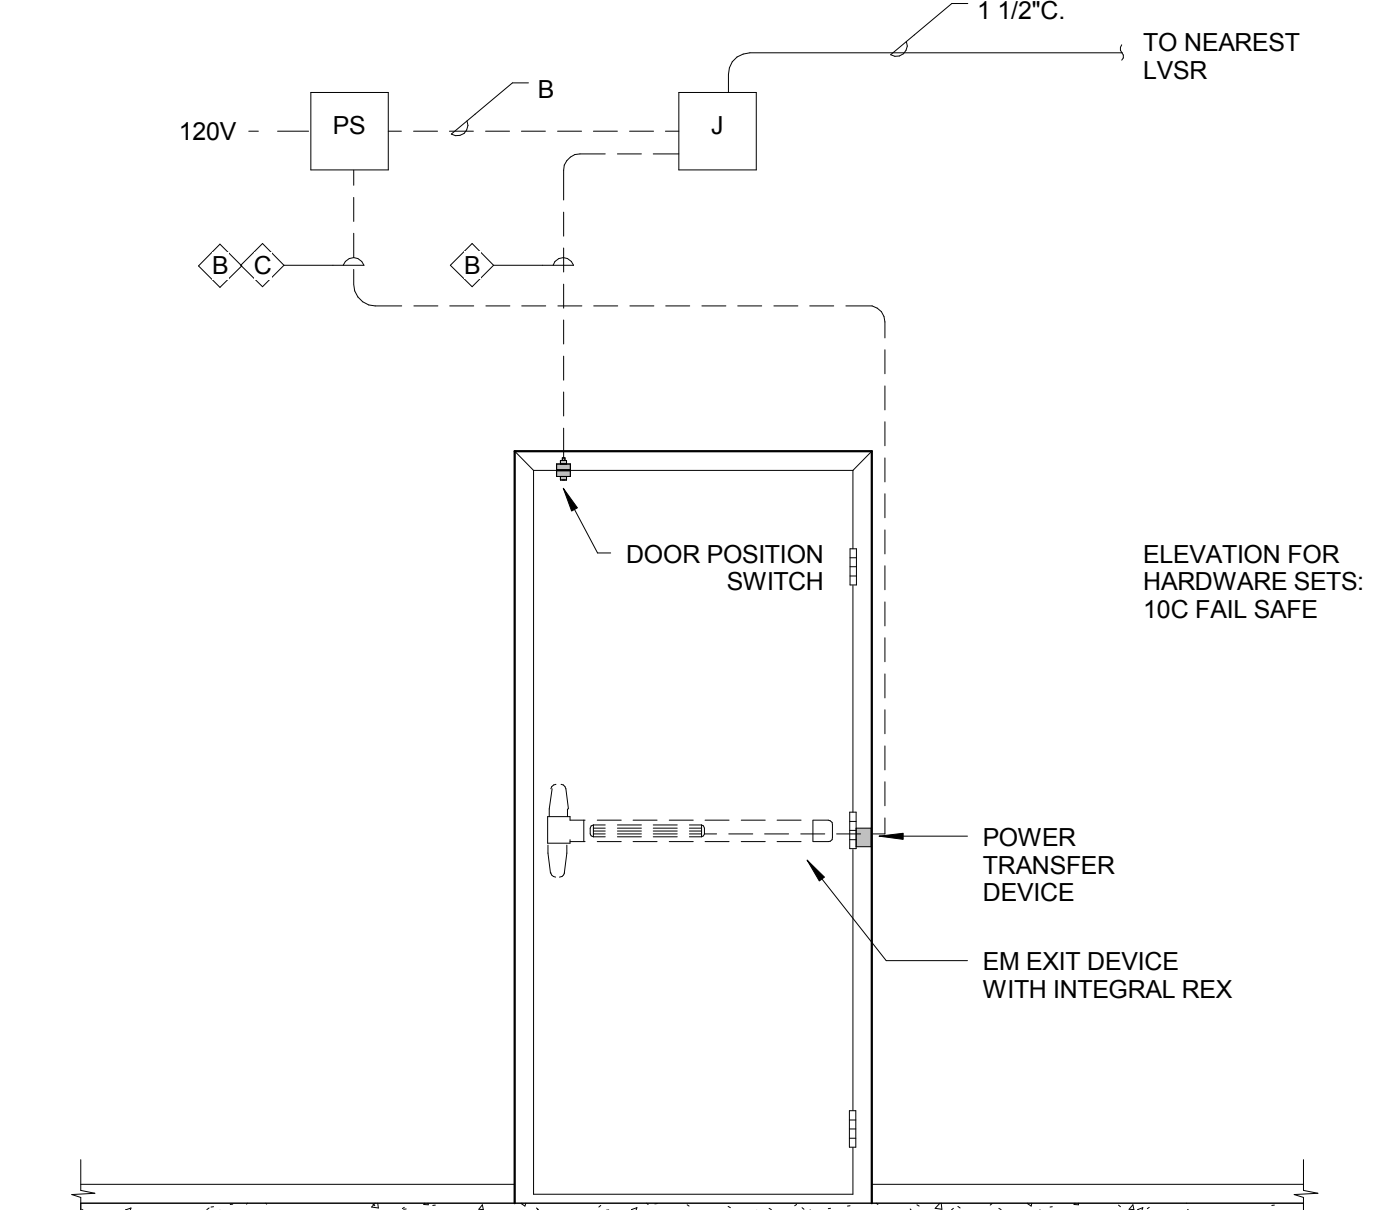 1 1/2"C.
TO NEAREST
LVSR
B
120V
PS
J
B
C
B
DOOR POSITION
SWITCH
ELEVATION FOR
HARDWARE SETS:
10C FAIL SAFE
POWER
TRANSFER
DEVICE
EM EXIT DEVICE
WITH INTEGRAL REX